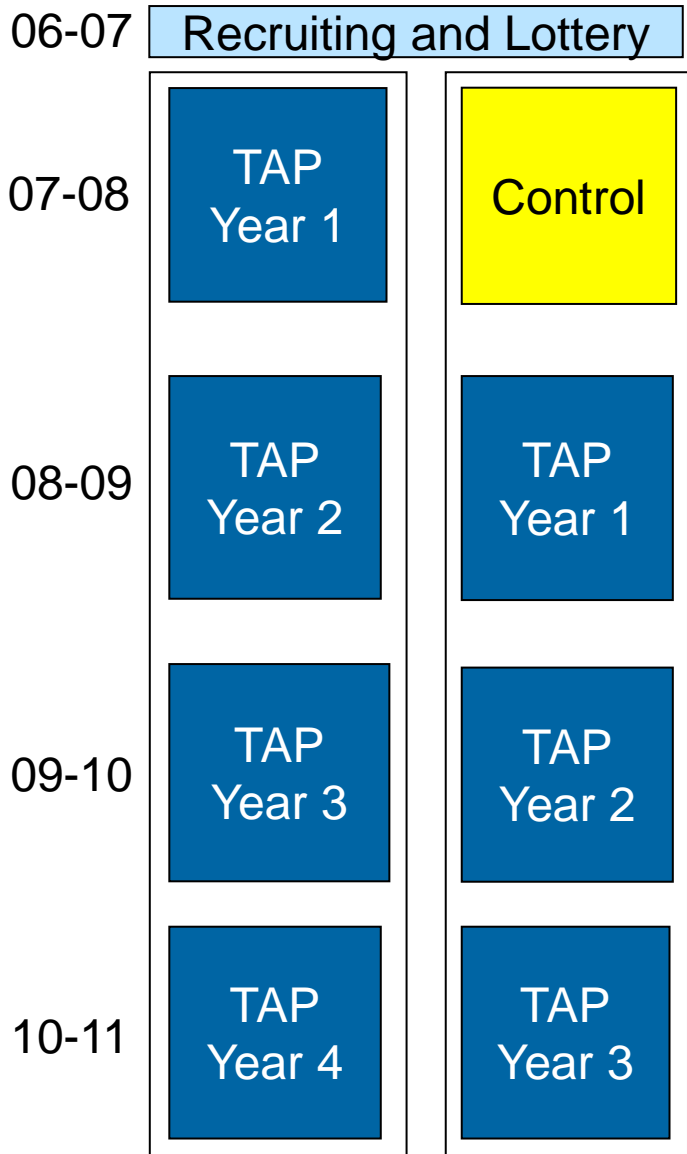 06-07 Recruiting and Lottery
07-08
TAP
Year 1
Control
08-09
TAP
Year 2
TAP
Year 1
09-10
TAP
Year 3
TAP
Year 2
10-11
TAP
Year 4
TAP
Year 3